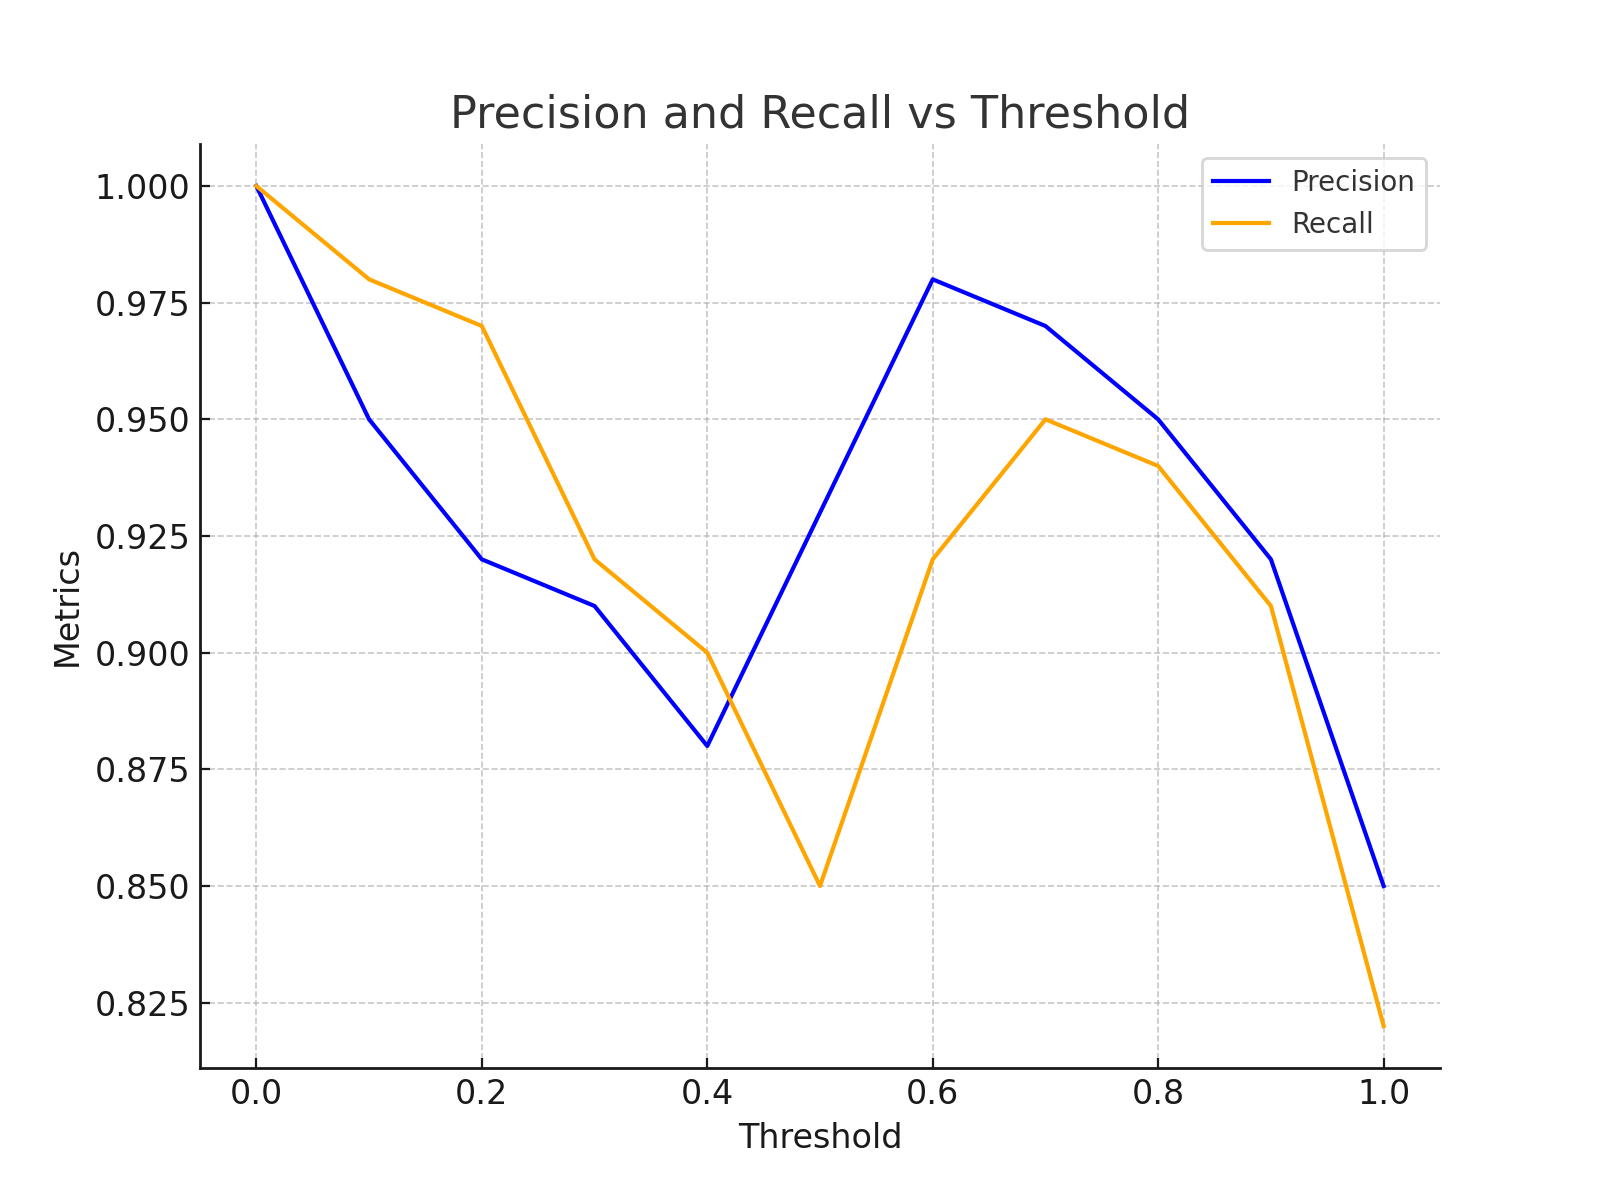 Precision and Recall vs Threshold
Precision
Recall
1.000
0.975
0.950
0.925
0.900
0.875
0.850
0.825
Metrics
0.0 0.2 0.4 0.6 0.8 1.0
Threshold